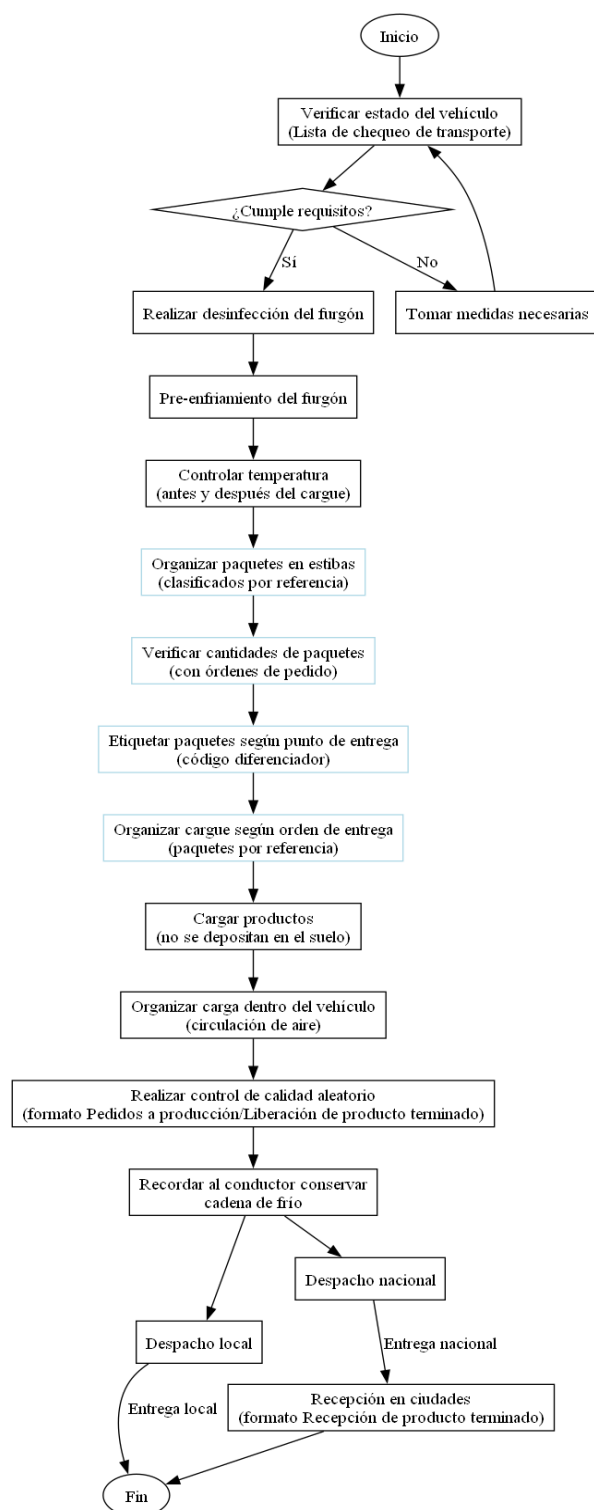 Inicio
Verificar estado del vehículo
(Lista de chequeo de transporte)
¿Cumple requisitos?
Sí
No
Realizar desinfección del furgón
Tomar medidas necesarias
Pre-enfriamiento del furgón
Controlar temperatura
(antes y después del cargue)
Organizar paquetes en estibas
(clasificados por referencia)
Verificar cantidades de paquetes
(con órdenes de pedido)
Etiquetar paquetes según punto de entrega
(código diferenciador)
Organizar cargue según orden de entrega
(paquetes por referencia)
Cargar productos
(no se depositan en el suelo)
Organizar carga dentro del vehículo
(circulación de aire)
Realizar control de calidad aleatorio
(formato Pedidos a producción/Liberación de producto terminado)
Recordar al conductor conservar
cadena de frío
Despacho nacional
Despacho local
Entrega nacional
Entrega local
Recepción en ciudades
(formato Recepción de producto terminado)
Fin